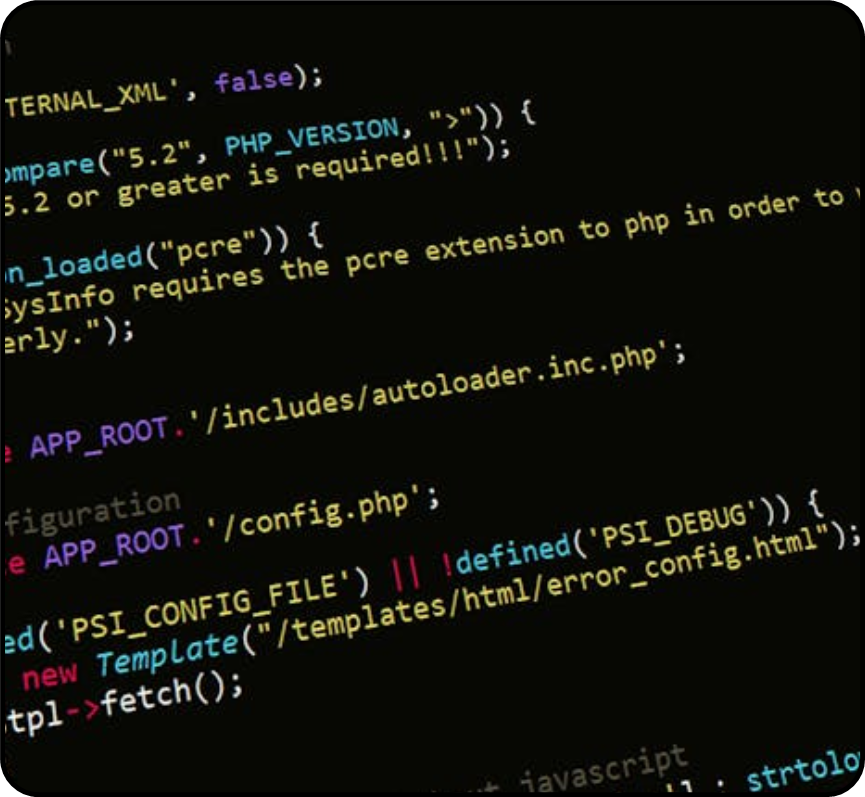 TERNAL_XML', false);
ompare("5.2", PHP_VERSION, ">")) {
5.2 or greater is required!!!");
n_loaded("pcre")) {
SysInfo requires the pcre extension to php in order to
erly.");
e APP_ROOT.'/includes/autoloader.inc.php';
figuration
e APP_ROOT.'/config.php';
ed('PSI_CONFIG_FILE') || !defined('PSI_DEBUG')) {
new Template("/templates/html/error_config.html");
tpl->fetch();
javascript
strtolo